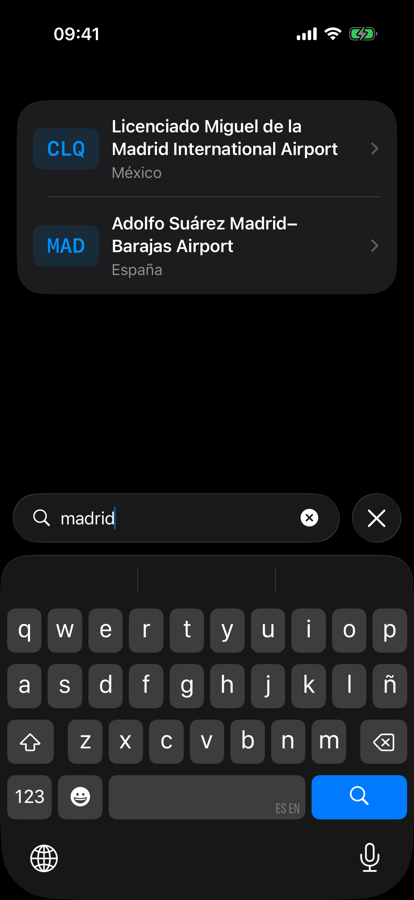 09:41
CLQ
Licenciado Miguel de la
Madrid International Airport
México
MAD
Adolfo Suárez Madrid–
Barajas Airport
España
madrid
q w e r t y u i o p
a s d f g h j k l ñ
z x c v b n m
123
ES EN